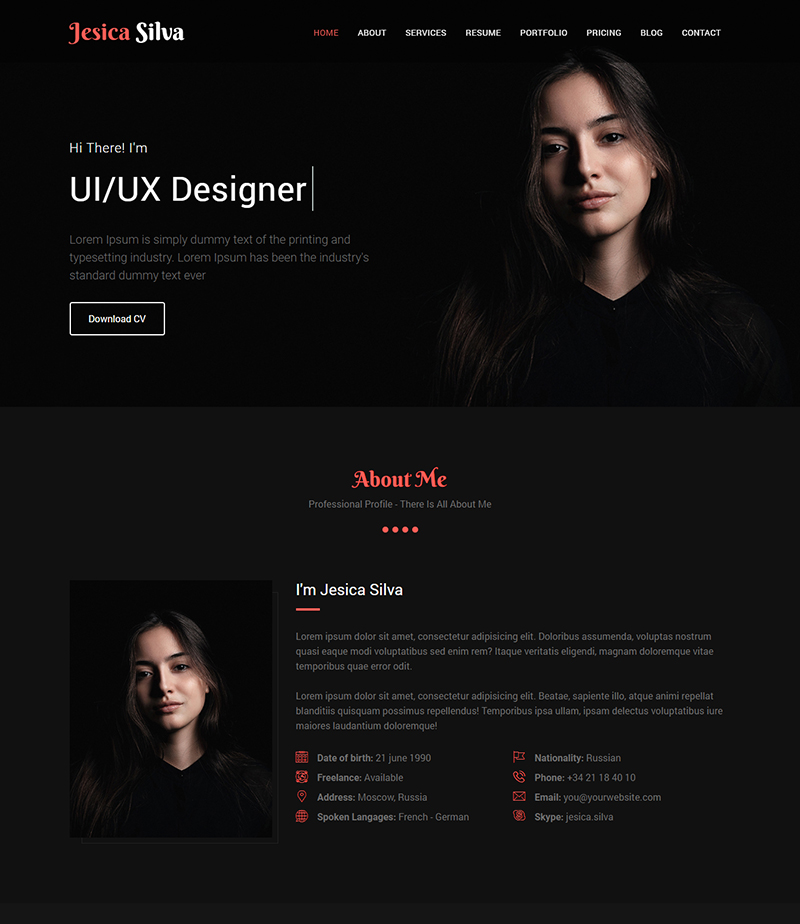 Jesica Silva
HOME ABOUT SERVICES RESUME PORTFOLIO PRICING BLOG CONTACT
Hi There! I'm
UI/UX Designer
Lorem Ipsum is simply dummy text of the printing and
typesetting industry. Lorem Ipsum has been the industry's
standard dummy text ever
Download CV
About Me
Professional Profile - There Is All About Me
I'm Jesica Silva
Lorem ipsum dolor sit amet, consectetur adipisicing elit. Doloribus assumenda, voluptas nostrum
quasi eaque modi voluptatibus sed enim rem? Itaque veritatis eligendi, magnam doloremque vitae
temporibus quae error odit.
Lorem ipsum dolor sit amet, consectetur adipisicing elit. Beatae, sapiente illo, atque animi repellat
blanditiis quisquam possimus repellendus! Temporibus ipsa ullam, ipsam delectus voluptatibus iure
maiores laudantium doloremque!
Date of birth: 21 june 1990
Freelance: Available
Address: Moscow, Russia
Spoken Langages: French - German
Nationality: Russian
Phone: +34 21 18 40 10
Email: you@yourwebsite.com
Skype: jesica.silva